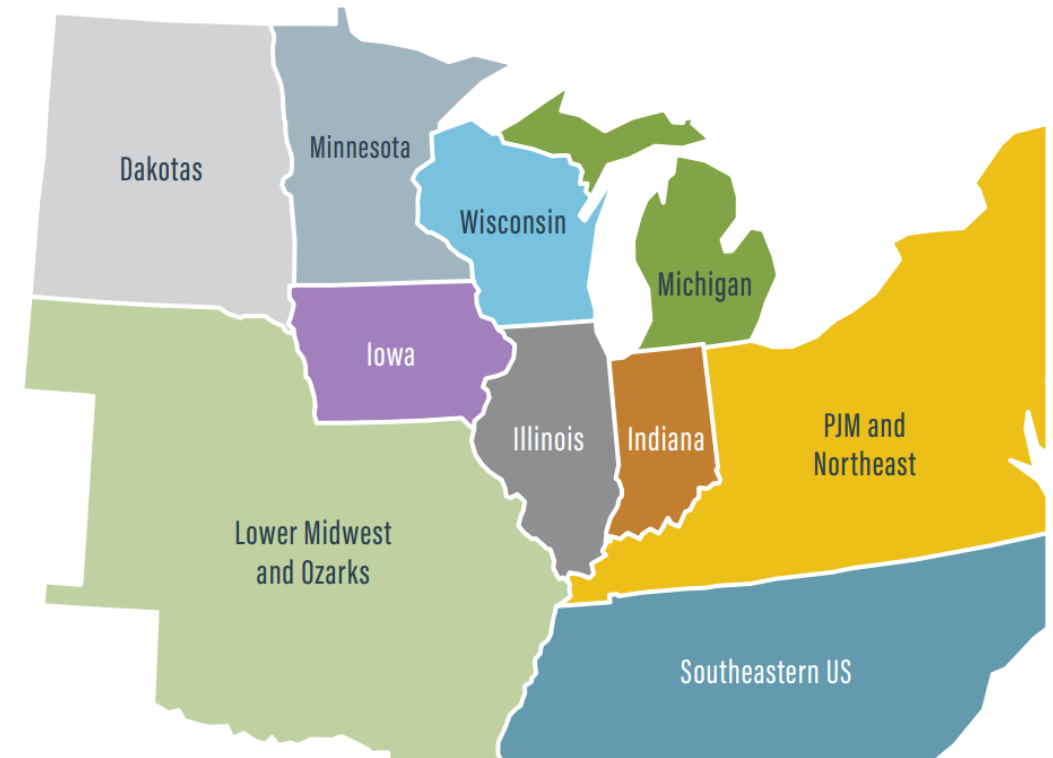 Minnesota
Dakotas
Wisconsin
Michigan
Iowa
PJM and
Northeast
Illinois
Indiana
Lower Midwest
and Ozarks
Southeastern US